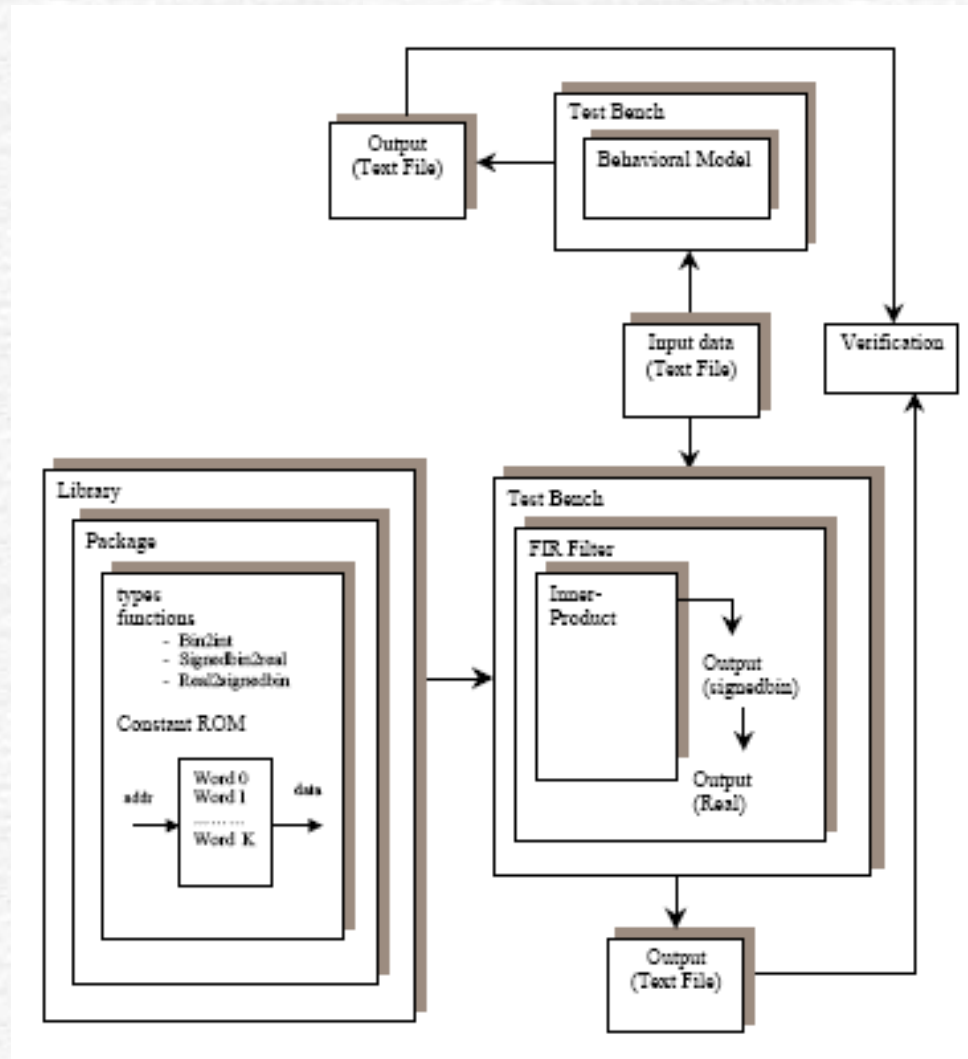 Test Bench
Behavioral Model
Output
(Text File)
Input data
(Text File)
Verification
Library
Package
types
functions
- Bin2int
- Signedbin2real
- Real2signedbin
Constant ROM
addr
Word 0
Word 1
.........
Word K
data
Test Bench
FIR Filter
Inner-
Product
Output
(signedbin)
Output
(Real)
Output
(Text File)